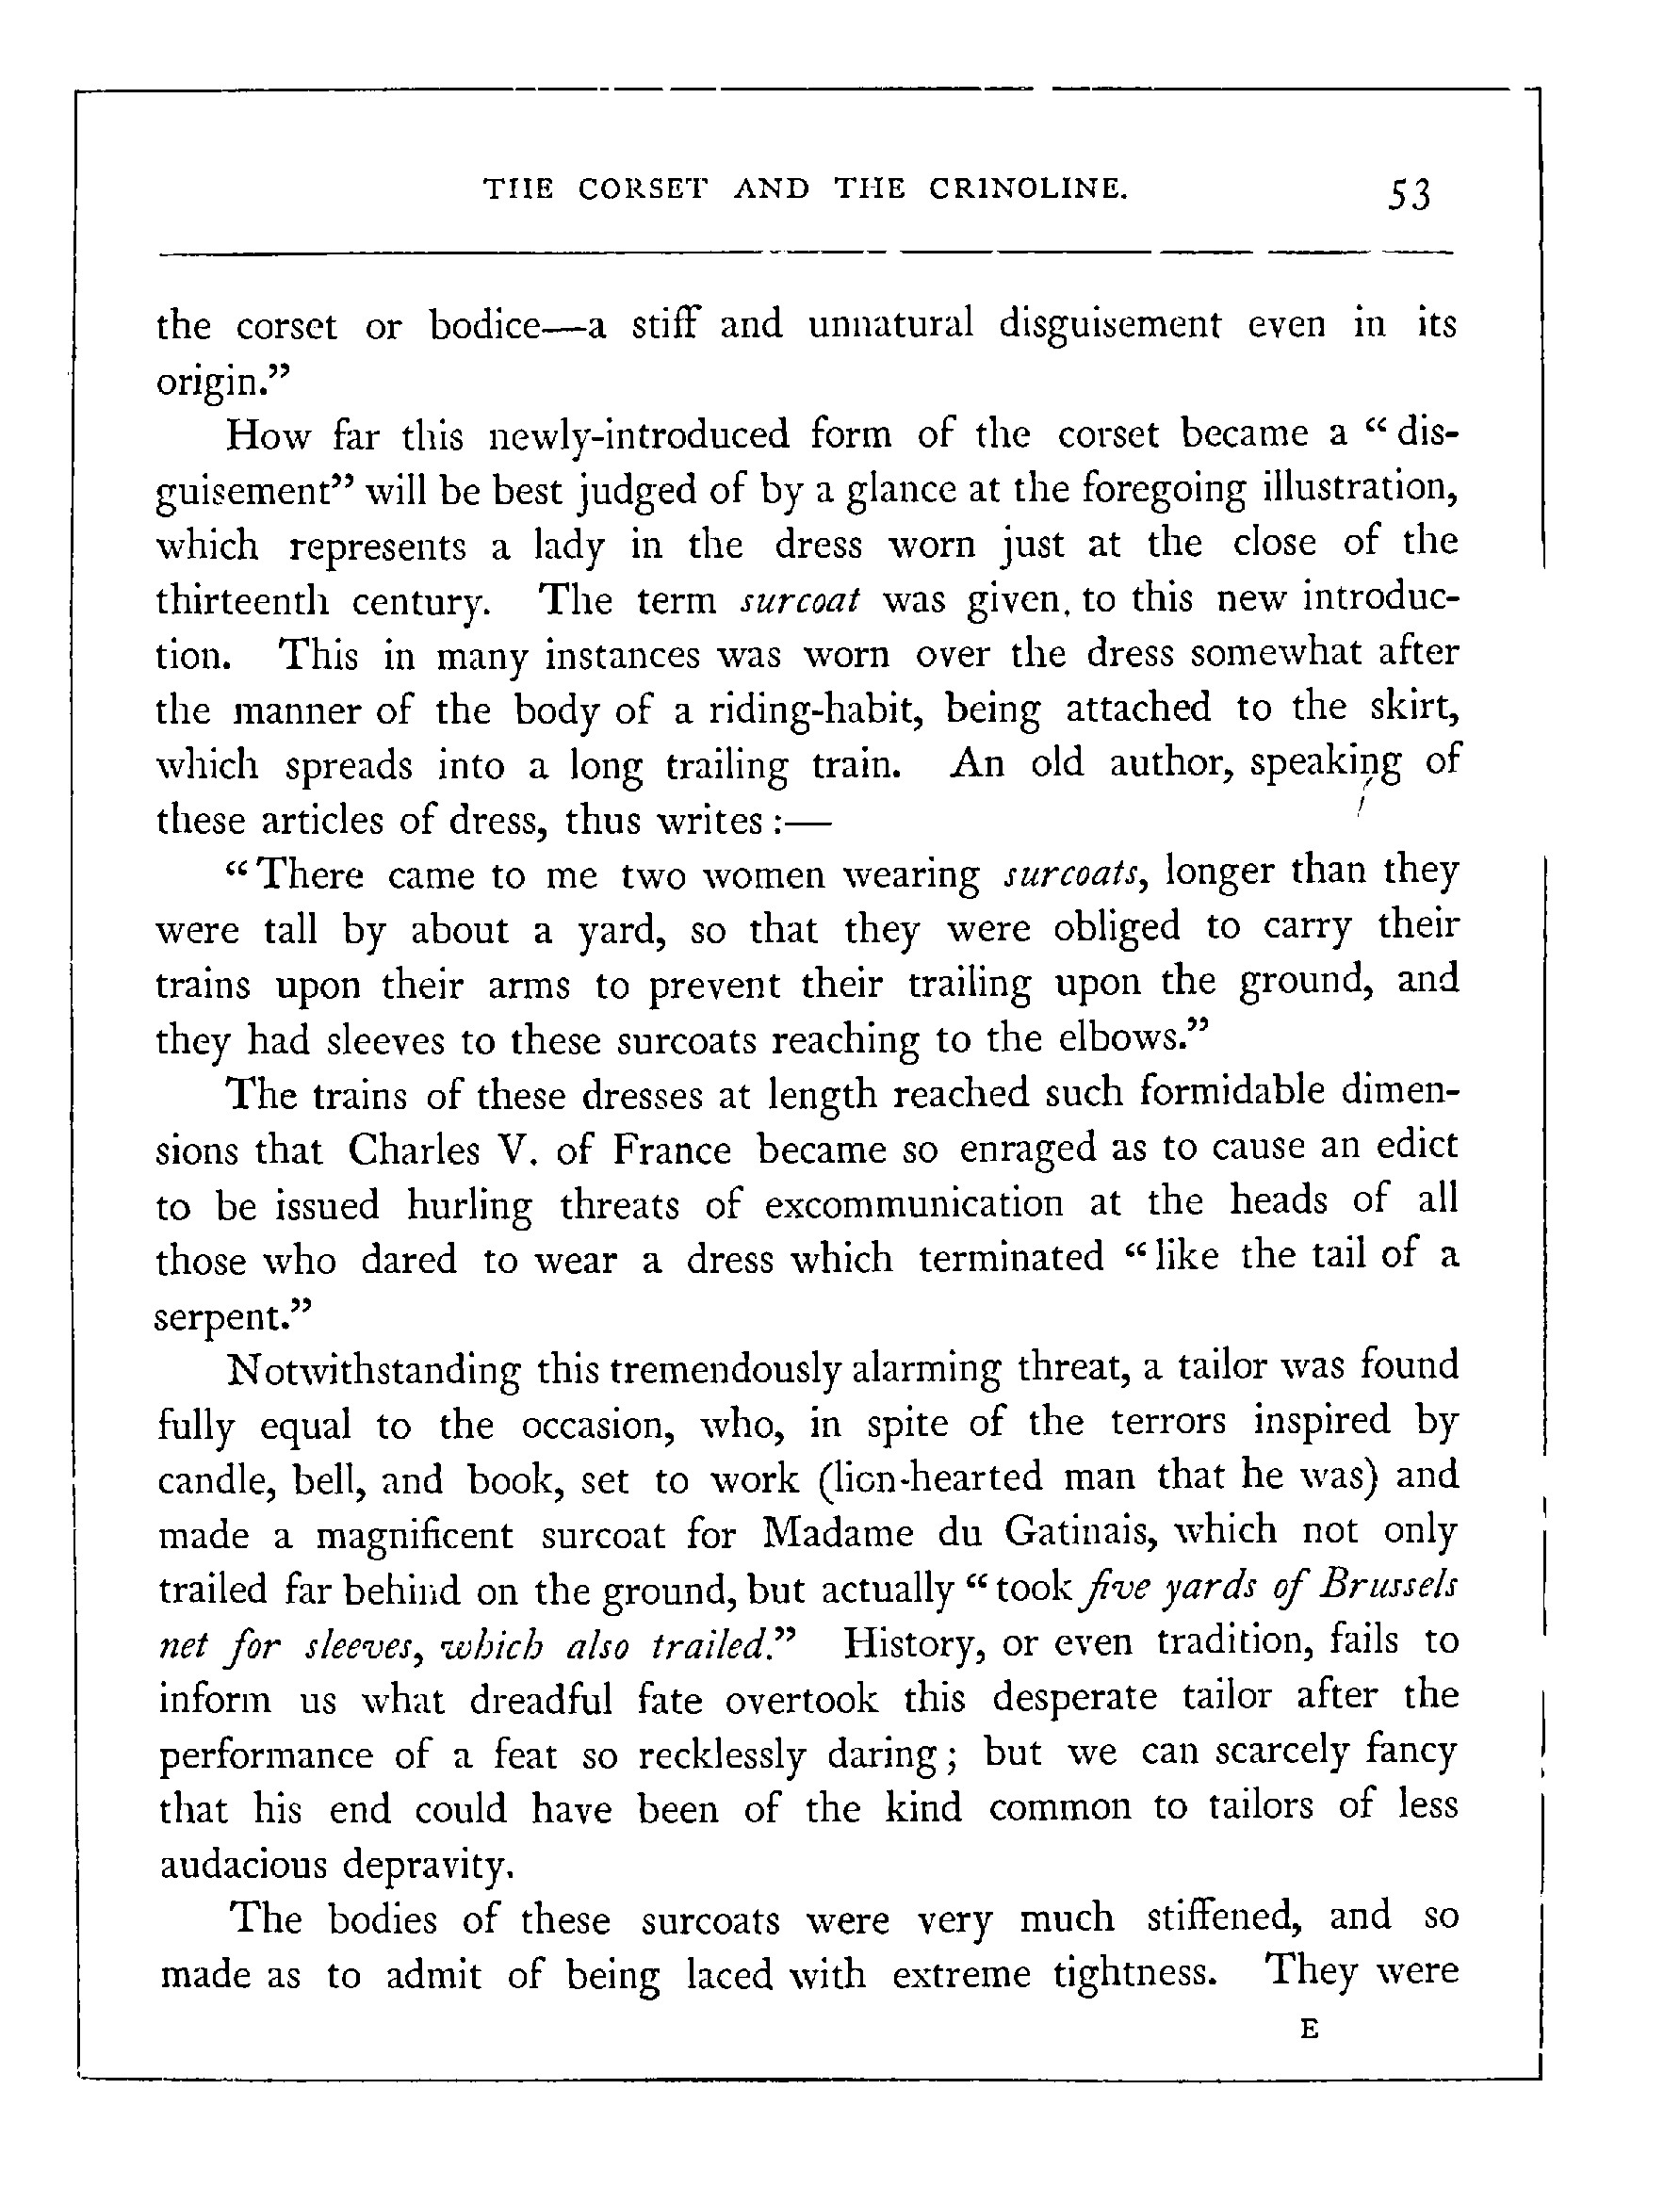 THE CORSET AND THE CRINOLINE. 53
the corset or bodice—a stiff and unnatural disguisement even in its
origin.”
How far this newly-introduced form of the corset became a “dis-
guisement” will be best judged of by a glance at the foregoing illustration,
which represents a lady in the dress worn just at the close of the
thirteenth century. The term surcoat was given, to this new introduc-
tion. This in many instances was worn over the dress somewhat after
the manner of the body of a riding-habit, being attached to the skirt,
which spreads into a long trailing train. An old author, speaking of
these articles of dress, thus writes :—
“There came to me two women wearing surcoats, longer than they
were tall by about a yard, so that they were obliged to carry their
trains upon their arms to prevent their trailing upon the ground, and
they had sleeves to these surcoats reaching to the elbows.”
The trains of these dresses at length reached such formidable dimen-
sions that Charles V. of France became so enraged as to cause an edict
to be issued hurling threats of excommunication at the heads of all
those who dared to wear a dress which terminated “like the tail of a
serpent.”
Notwithstanding this tremendously alarming threat, a tailor was found
fully equal to the occasion, who, in spite of the terrors inspired by
candle, bell, and book, set to work (lion-hearted man that he was) and
made a magnificent surcoat for Madame du Gatinais, which not only
trailed far behind on the ground, but actually “took five yards of Brussels
net for sleeves, which also trailed.” History, or even tradition, fails to
inform us what dreadful fate overtook this desperate tailor after the
performance of a feat so recklessly daring; but we can scarcely fancy
that his end could have been of the kind common to tailors of less
audacious depravity.
The bodies of these surcoats were very much stiffened, and so
made as to admit of being laced with extreme tightness. They were
E